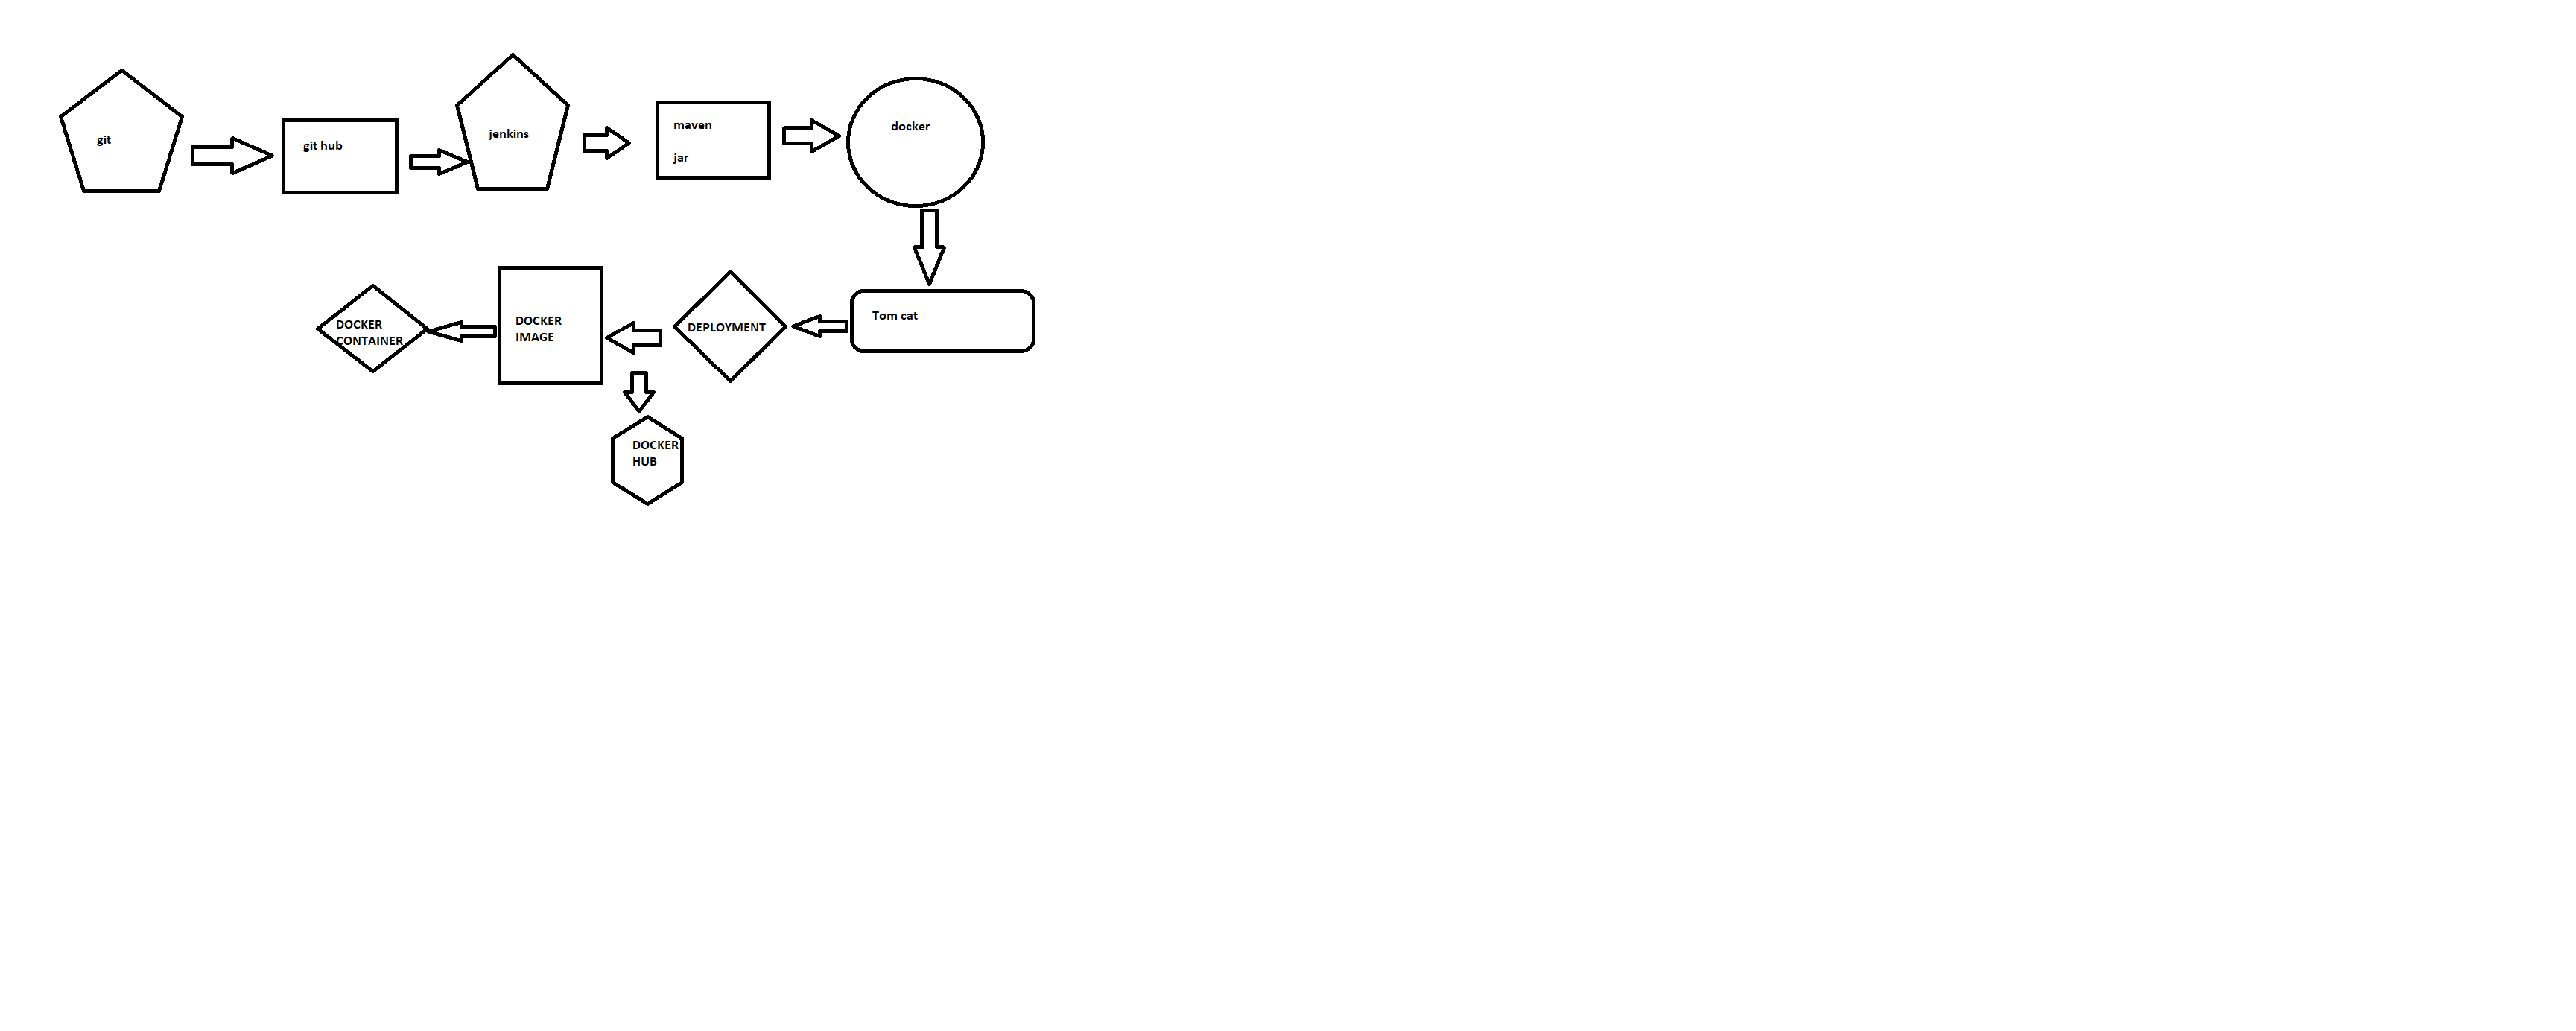 git
git hub
jenkins
maven
jar
docker
Tom cat
DEPLOYMENT
DOCKER
IMAGE
DOCKER
CONTAINER
DOCKER
HUB